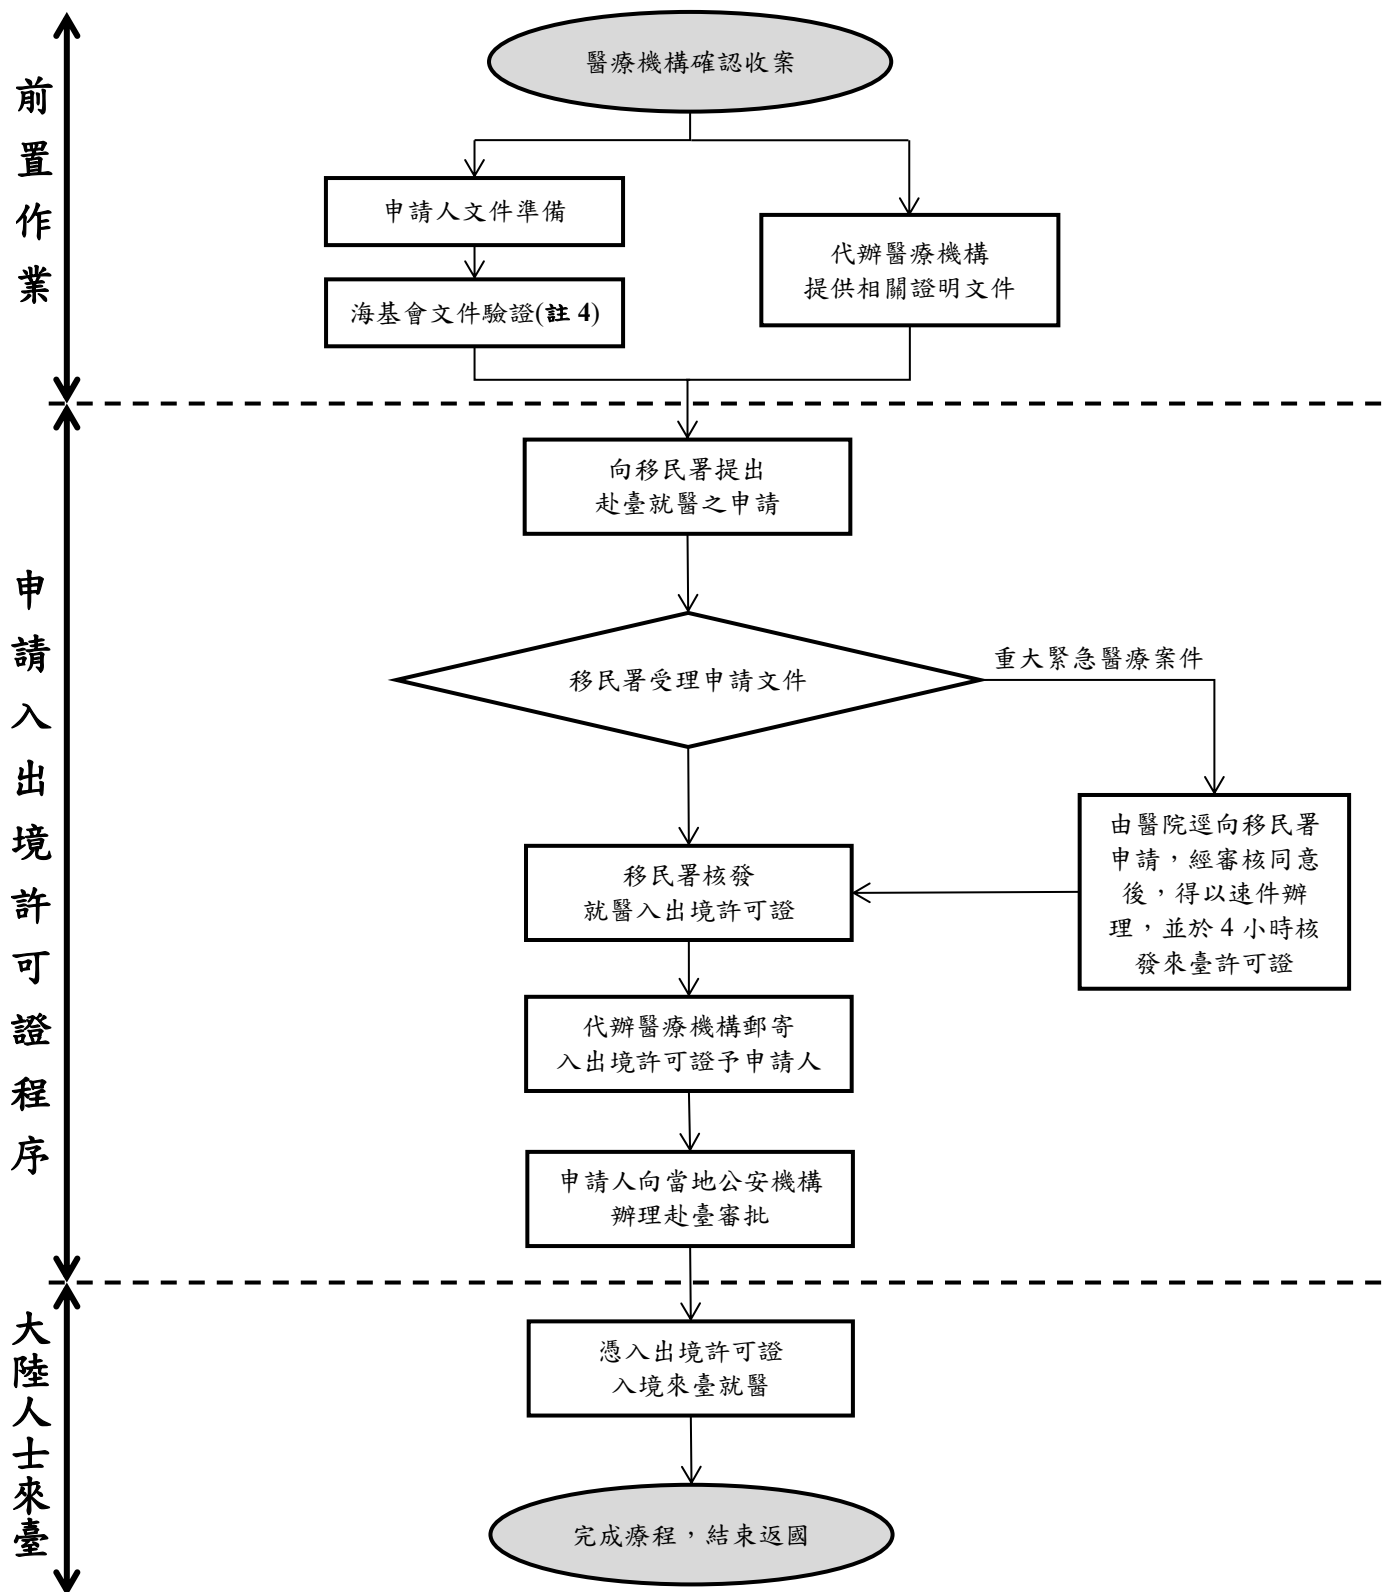 前置作業
醫療機構確認收案
申請人文件準備
海基會文件驗證(註 4)
代辦醫療機構
提供相關證明文件
申請入出境許可證程序
向移民署提出
赴臺就醫之申請
移民署受理申請文件
重大緊急醫療案件
由醫院逕向移民署
申請，經審核同意
後，得以速件辦
理，並於 4 小時核
發來臺許可證
移民署核發
就醫入出境許可證
代辦醫療機構郵寄
入出境許可證予申請人
申請人向當地公安機構
辦理赴臺審批
大陸人士來臺
憑入出境許可證
入境來臺就醫
完成療程，結束返國